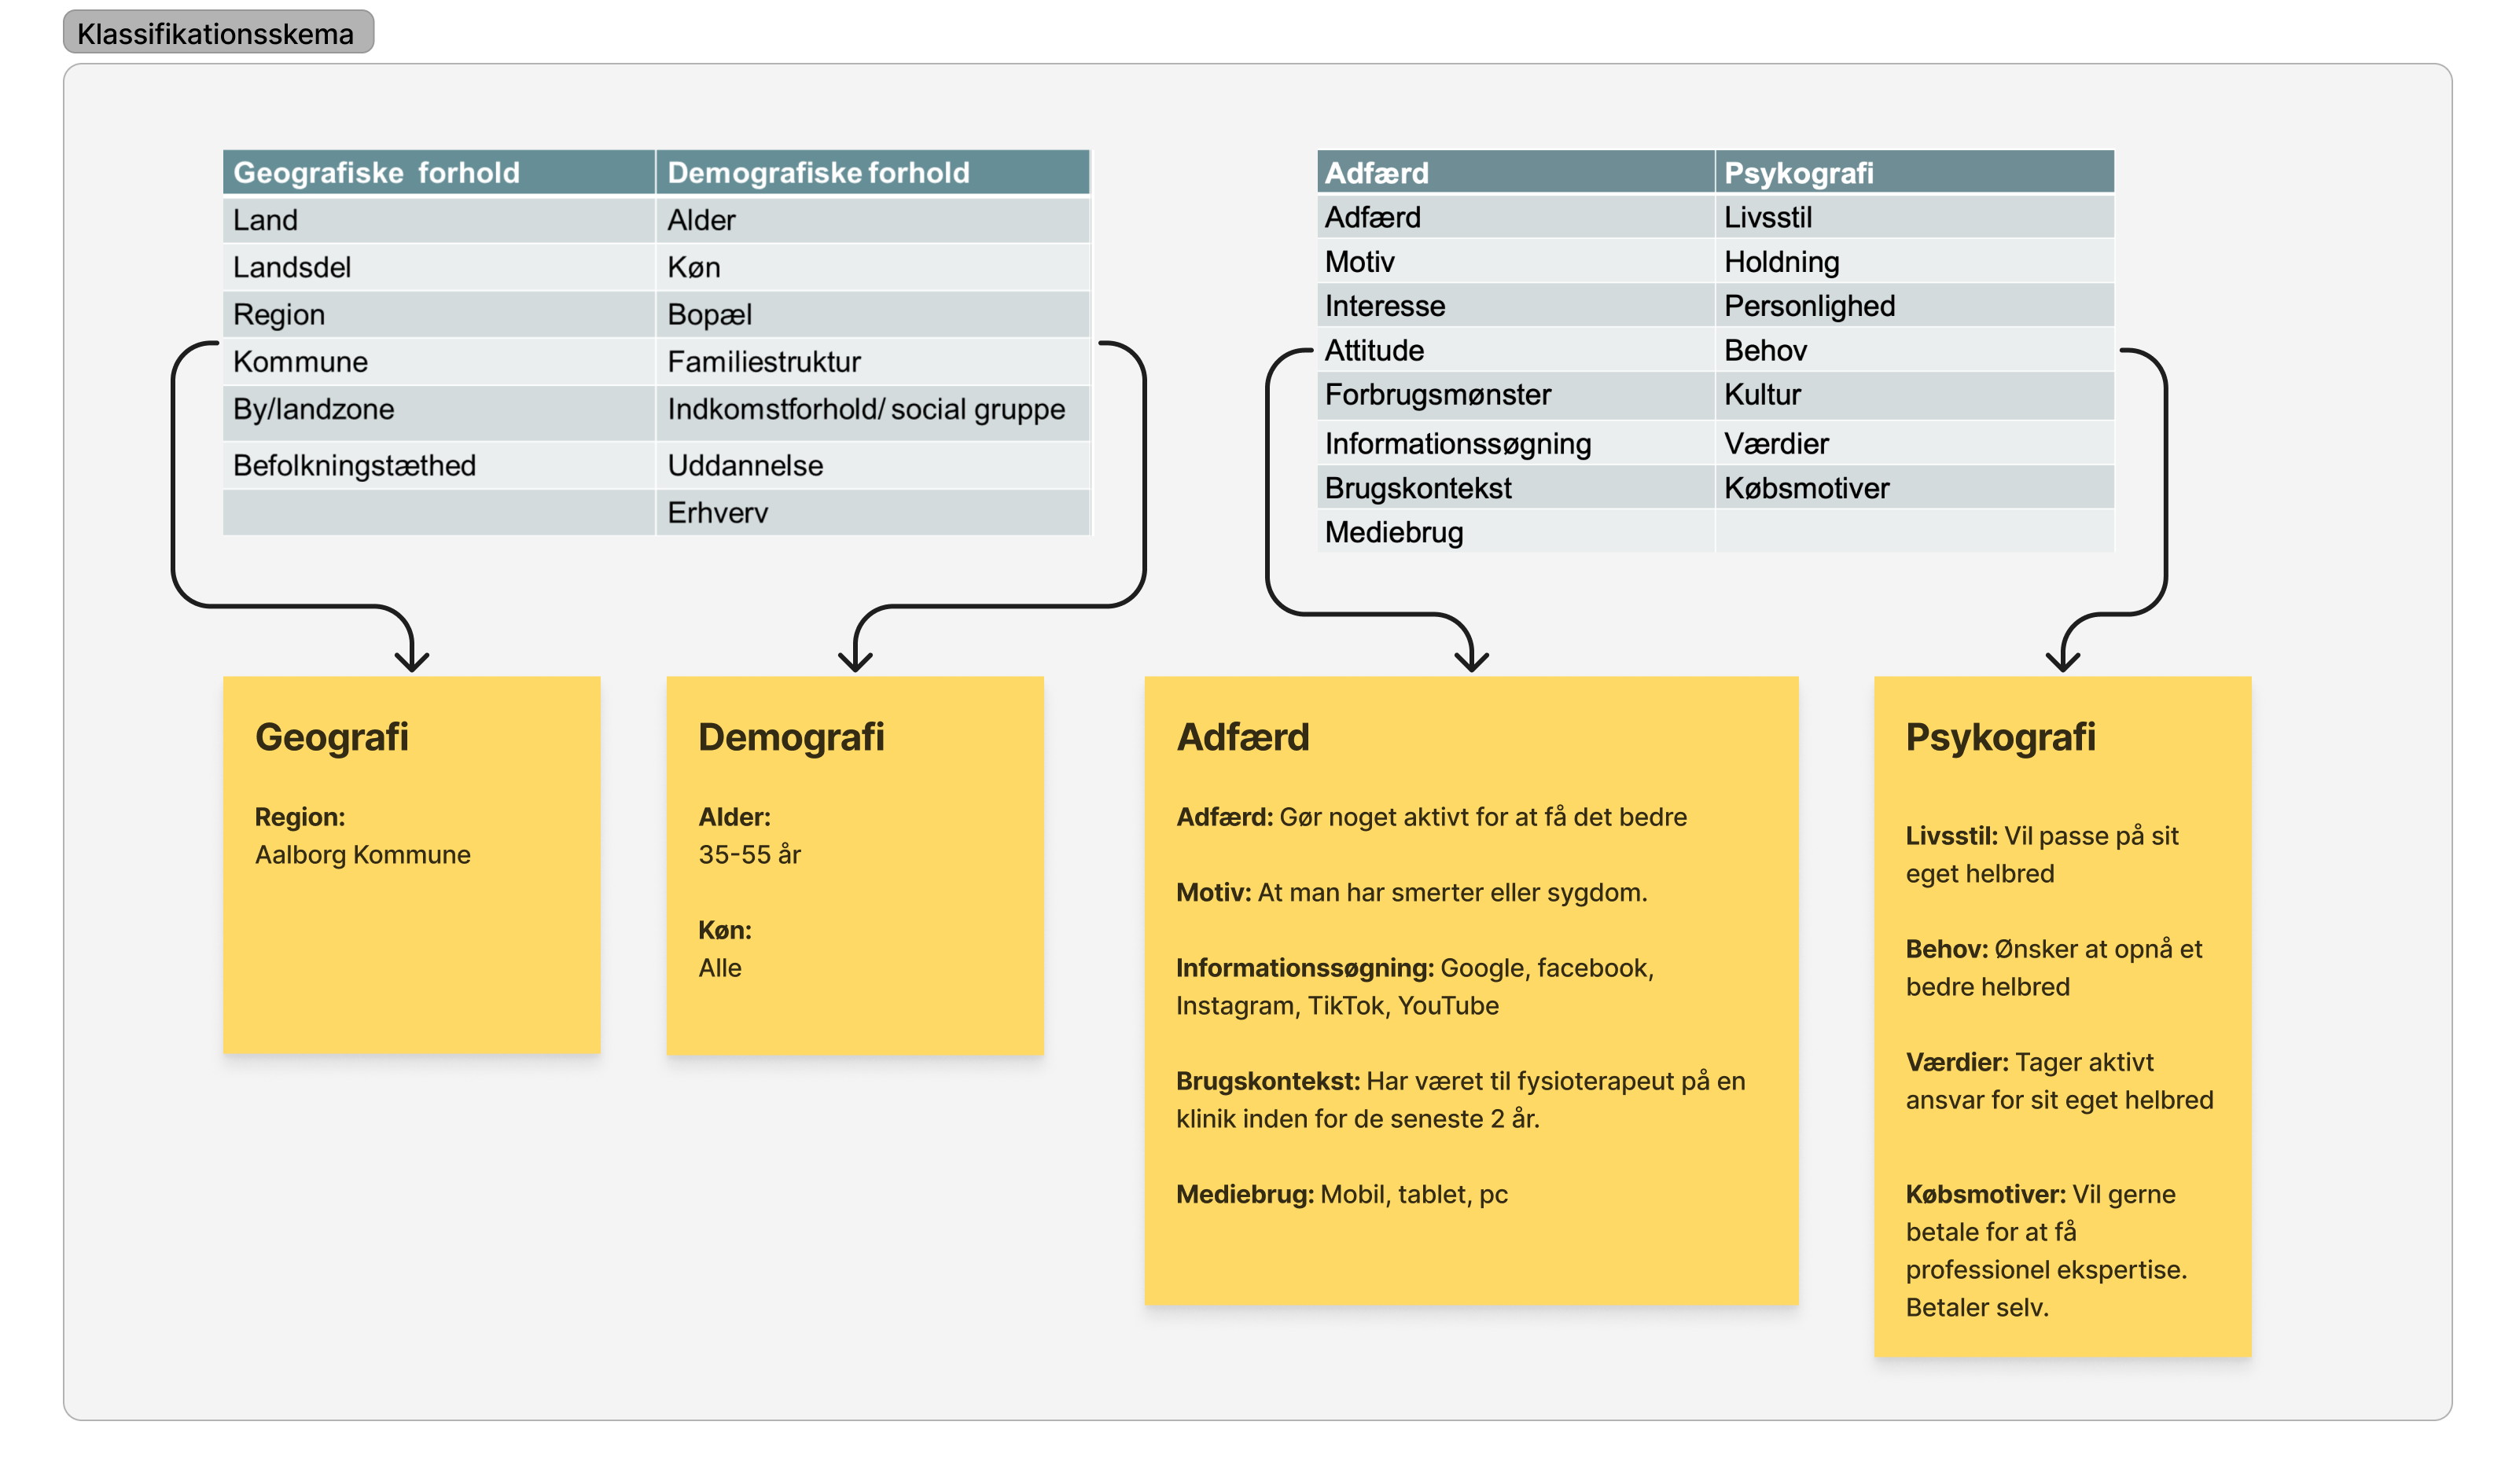 Klassifikationsskema
Geografiske forhold
Demografiske forhold
Land
Alder
Landsdel
Køn
Region
Bopæl
Kommune
Familiestruktur
By/landzone
Indkomstforhold/ social gruppe
Befolkningstæthed
Uddannelse
Erhverv
Adfærd
Psykografi
Adfærd
Livsstil
Motiv
Holdning
Interesse
Personlighed
Attitude
Behov
Forbrugsmønster
Kultur
Informationssøgning
Værdier
Brugskontekst
Købsmotiver
Mediebrug
Geografi
Region:
Aalborg Kommune
Demografi
Alder:
35-55 år
Køn:
Alle
Adfærd
Adfærd: Gør noget aktivt for at få det bedre
Motiv: At man har smerter eller sygdom.
Informationssøgning: Google, facebook,
Instagram, TikTok, YouTube
Brugskontekst: Har været til fysioterapeut på en
klinik inden for de seneste 2 år.
Mediebrug: Mobil, tablet, pc
Psykografi
Livsstil: Vil passe på sit
eget helbred
Behov: Ønsker at opnå et
bedre helbred
Værdier: Tager aktivt
ansvar for sit eget helbred
Købsmotiver: Vil gerne
betale for at få
professionel ekspertise.
Betaler selv.